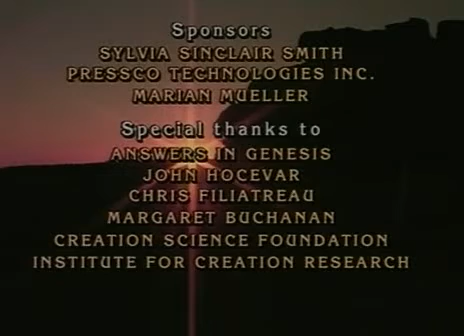 Sponsors
SYLVIA SINCLAIR SMITH
PRESSCO TECHNOLOGIES INC.
MARIAN MUELLER
Special thanks to
ANSWERS IN GENESIS
JOHN HOCEVAR
CHRIS FILIATREAU
MARGARET BUCHANAN
CREATION SCIENCE FOUNDATION
INSTITUTE FOR CREATION RESEARCH